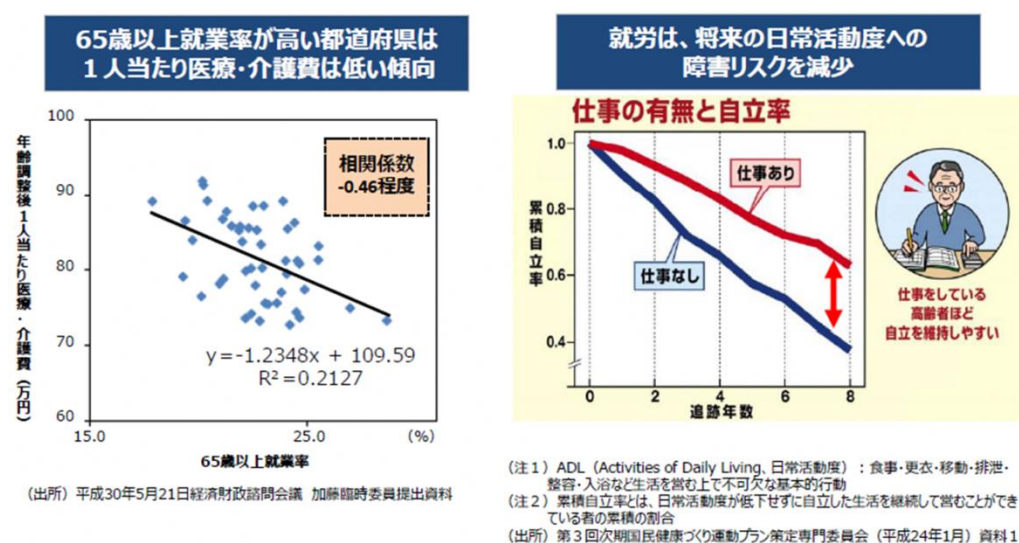 65歳以上就業率が高い都道府県は
１人当たり医療・介護費は低い傾向
年齢調整後１人当たり医療・介護費（万円）
100
90
80
70
60
相関係数
-0.46程度
y＝-1.2348x + 109.59
R²＝0.2127
15.0
25.0
（%）
65歳以上就業率
（出所）平成30年5月21日経済財政諮問会議 加藤臨時委員提出資料
就労は、将来の日常活動度への
障害リスクを減少
仕事の有無と自立率
累積自立率
1.0
0.8
0.6
0.4
仕事あり
仕事なし
0
2
4
6
8
追跡年数
仕事をしている
高齢者ほど
自立を維持しやすい
（注１）ADL（Activities of Daily Living、日常活動度）：食事・更衣・移動・排泄・
整容・入浴など生活を営む上で不可欠な基本的行動
（注２）累積自立率とは、日常活動度が低下せずに自立した生活を継続して営むことができ
ている者の累積の割合
（出所）第３回次期国民健康づくり運動プラン策定専門委員会（平成24年1月）資料１